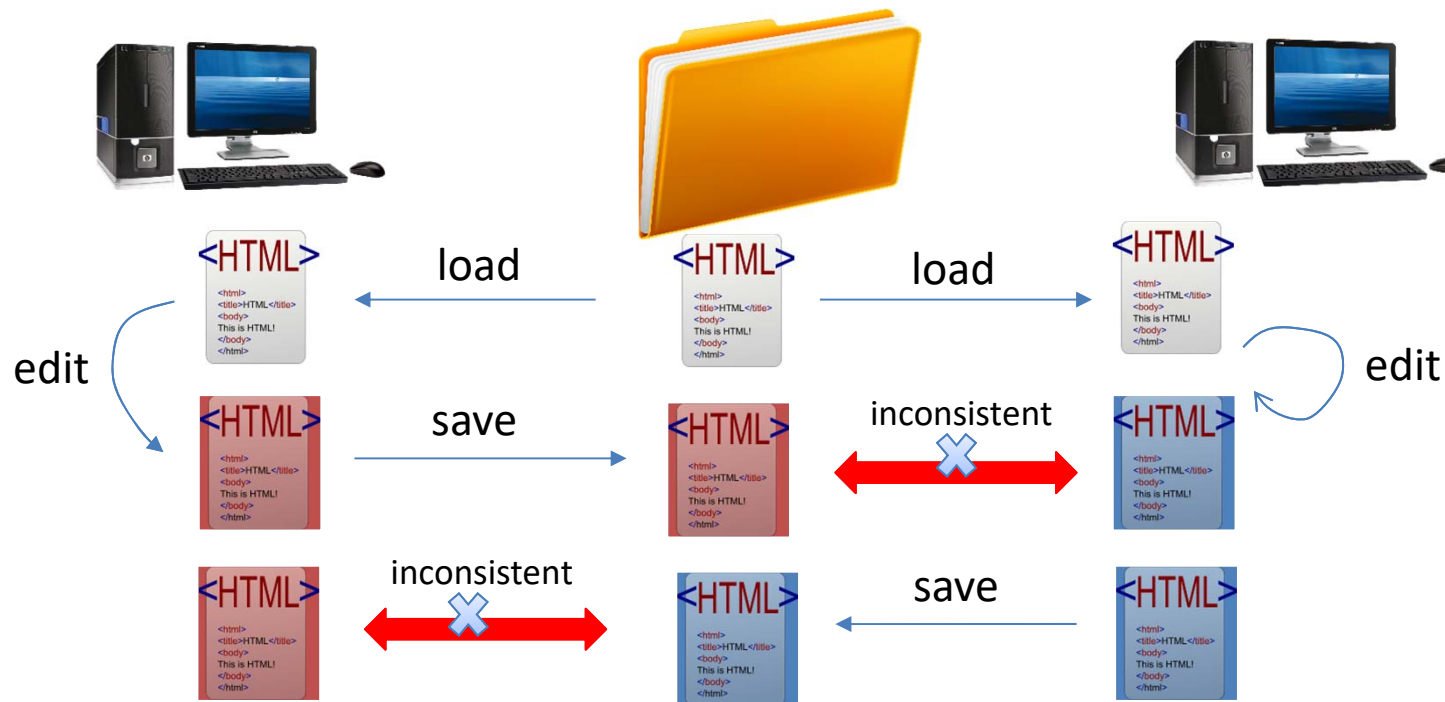 <HTML>
<html>
<title>HTML</title>
<body>
This is HTML!
</body>
</html>
load
<HTML>
<html>
<title>HTML</title>
<body>
This is HTML!
</body>
</html>
load
<HTML>
<html>
<title>HTML</title>
<body>
This is HTML!
</body>
</html>
edit
edit
<HTML>
<html>
<title>HTML</title>
<body>
This is HTML!
</body>
</html>
save
<HTML>
<html>
<title>HTML</title>
<body>
This is HTML!
</body>
</html>
inconsistent
<HTML>
<html>
<title>HTML</title>
<body>
This is HTML!
</body>
</html>
<HTML>
<html>
<title>HTML</title>
<body>
This is HTML!
</body>
</html>
inconsistent
<HTML>
<html>
<title>HTML</title>
<body>
This is HTML!
</body>
</html>
save
<HTML>
<html>
<title>HTML</title>
<body>
This is HTML!
</body>
</html>